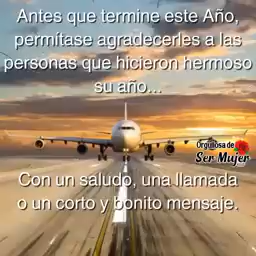 Antes que termine este Año,
permítase agradecerles a las
personas que hicieron hermoso
su año...
Orgullosa de
Ser Mujer
Con un saludo, una llamada
o un corto y bonito mensaje.